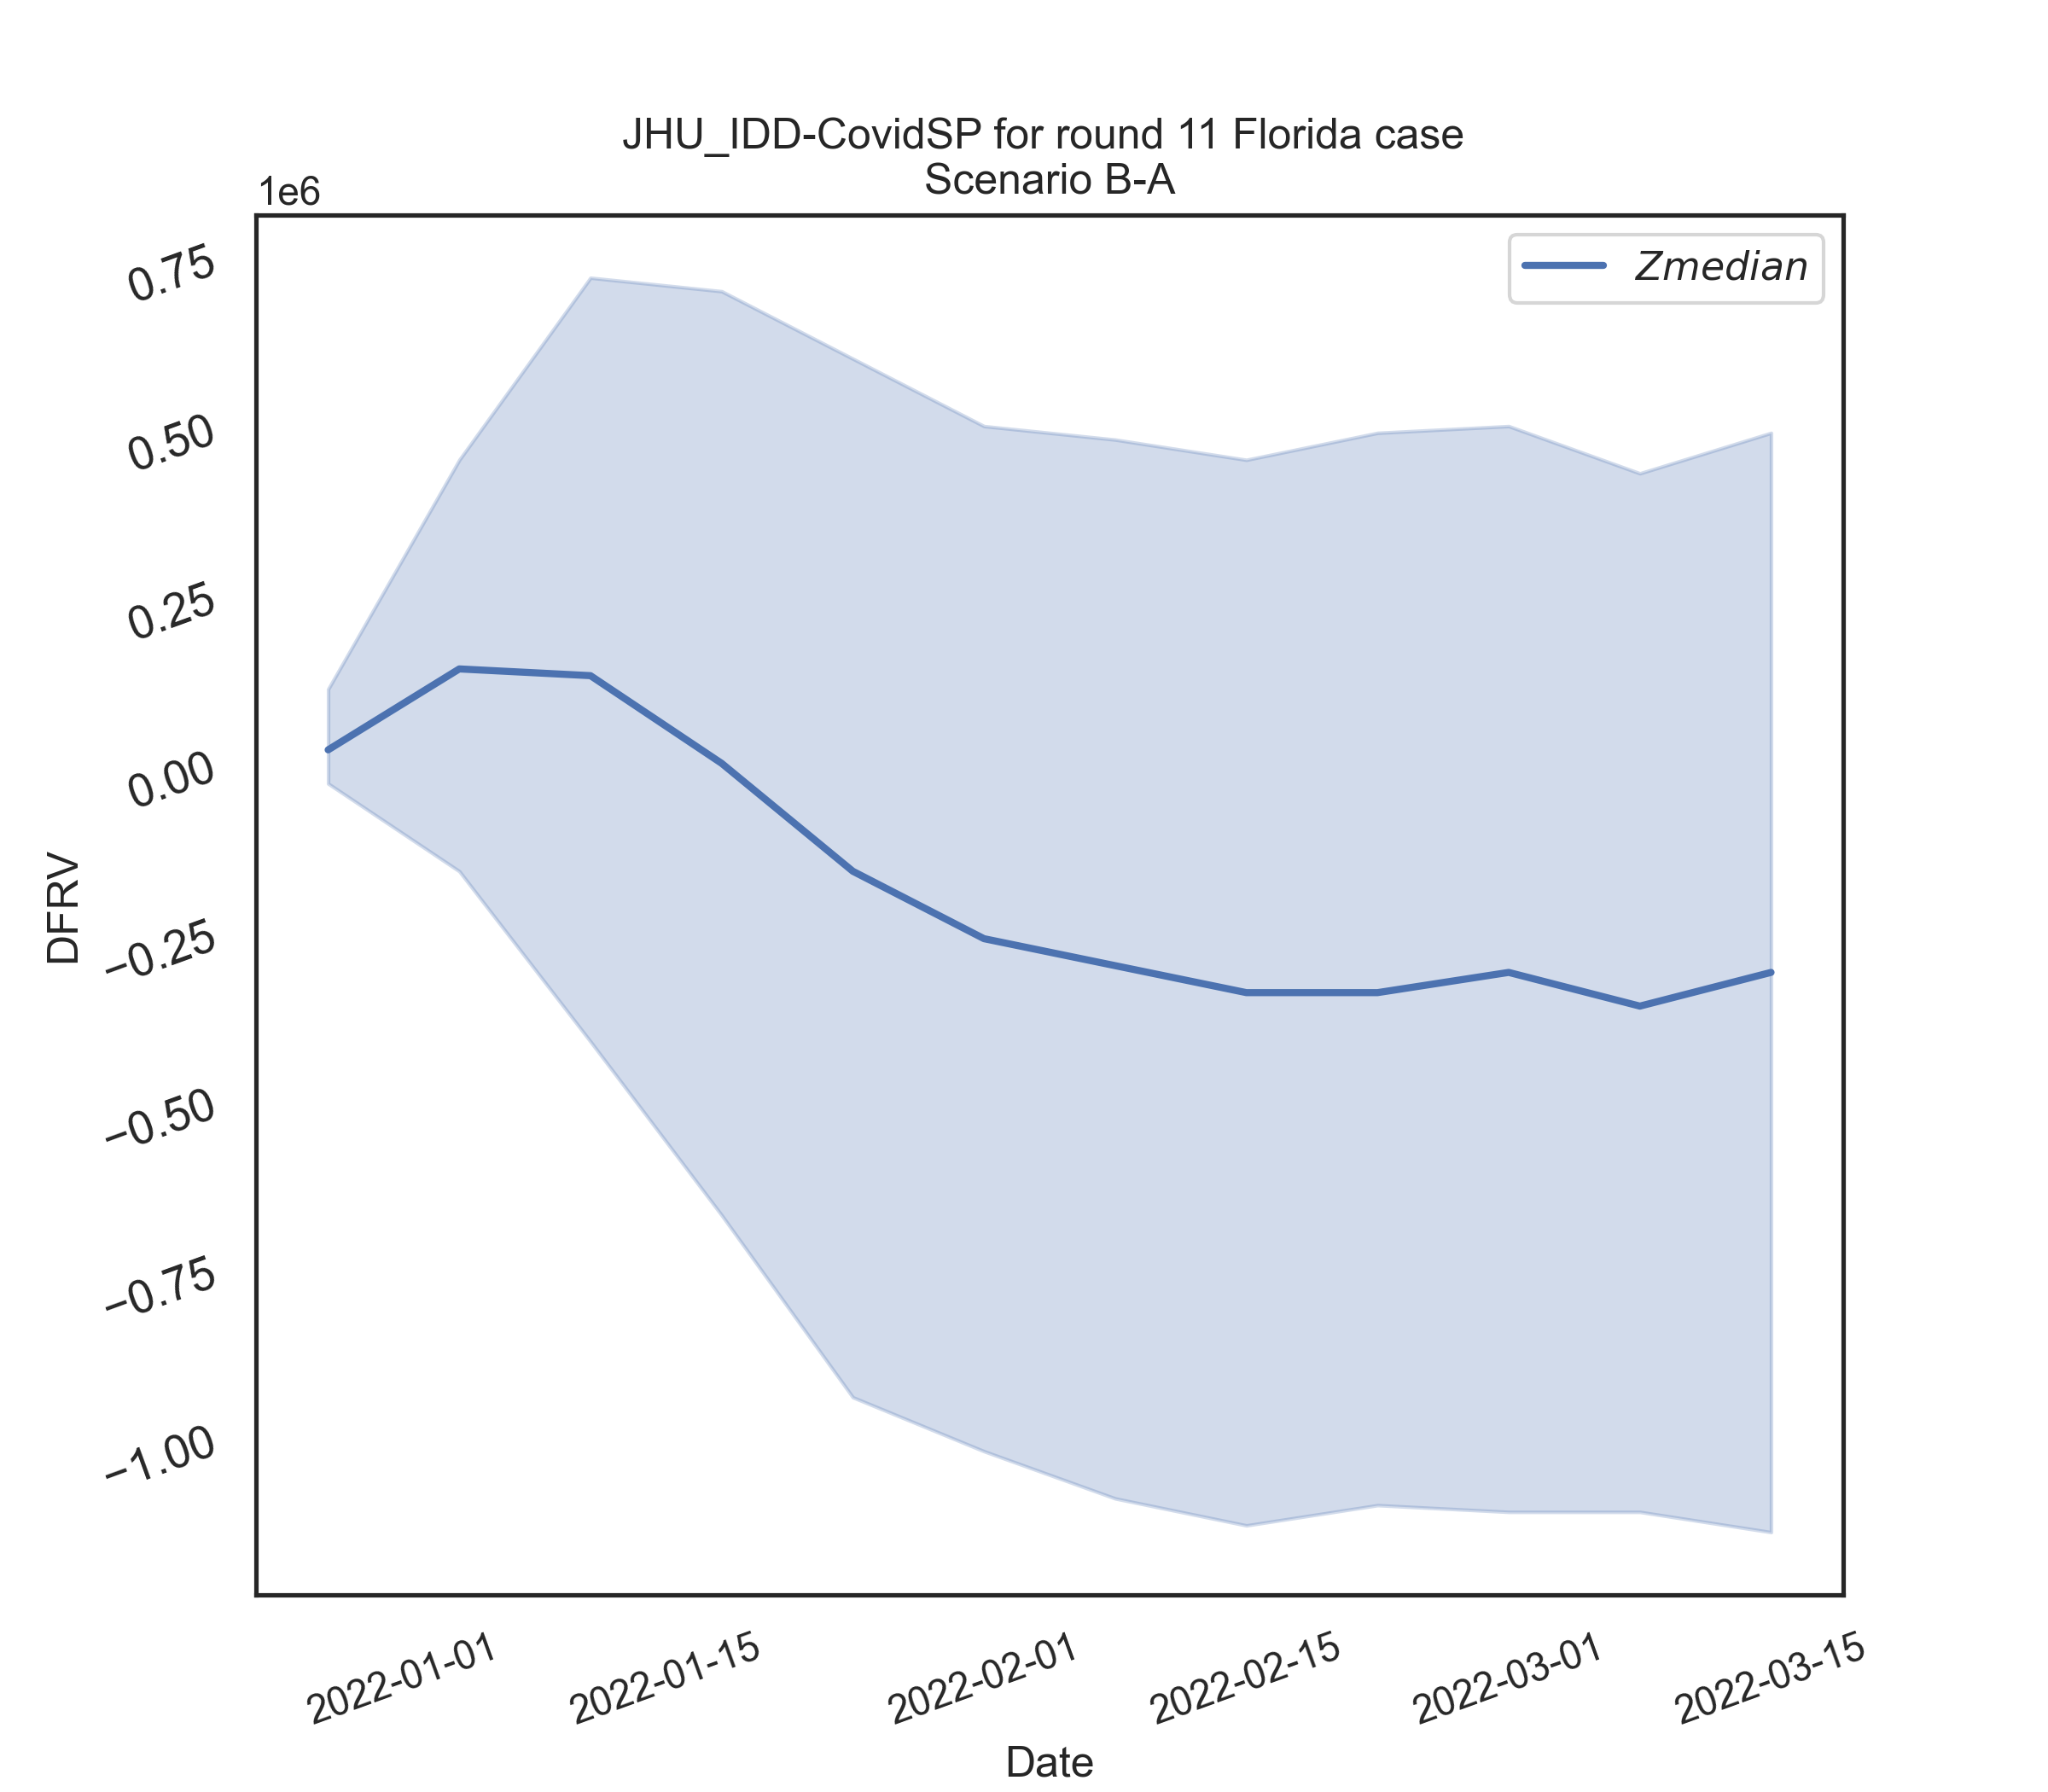 JHU_IDD-CovidSP for round 11 Florida case
Scenario B-A
1e6
Zmedian
0.75
0.50
0.25
0.00
−0.25
−0.50
−0.75
−1.00
DFRV
2022-01-01
2022-01-15
2022-02-01
2022-02-15
2022-03-01
2022-03-15
Date